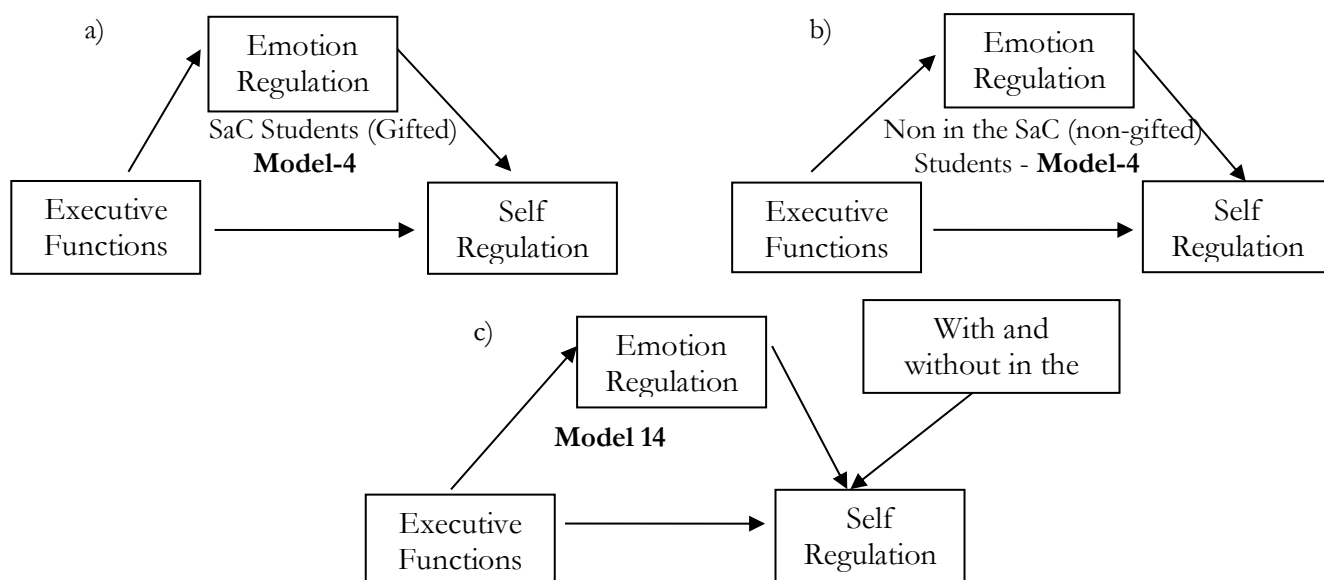 a)
Emotion
Regulation
SaC Students (Gifted)
Model-4
Executive
Functions
Self
Regulation
b)
Emotion
Regulation
Non in the SaC (non-gifted)
Students - Model-4
Executive
Functions
Self
Regulation
c)
Emotion
Regulation
With and
without in the
Model 14
Executive
Functions
Self
Regulation